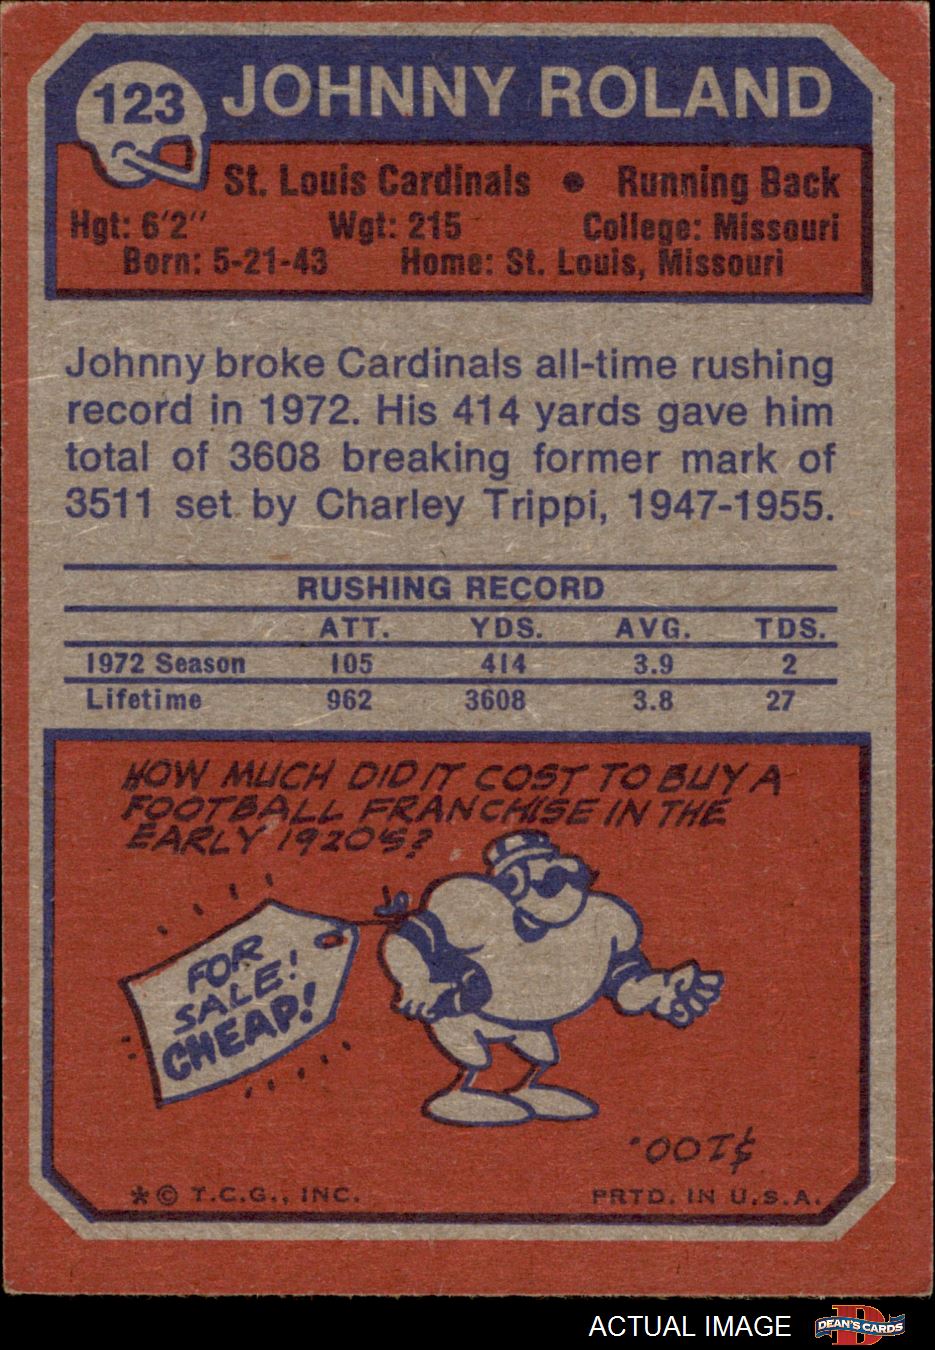 123 JOHNNY ROLAND
St. Louis Cardinals • Running Back
Hgt: 6'2" Wgt: 215 College: Missouri
Born: 5-21-43 Home: St. Louis, Missouri
Johnny broke Cardinals all-time rushing
record in 1972. His 414 yards gave him
total of 3608 breaking former mark of
3511 set by Charley Trippi, 1947-1955.
RUSHING RECORD
ATT. YDS. AVG. TDS.
1972 Season 105 414 3.9 2
Lifetime 962 3608 3.8 27
HOW MUCH DID IT COST TO BUY A
FOOTBALL FRANCHISE IN THE
EARLY 1920S?
FOR
SALE!
CHEAP!
$100.
* © T.C.G., INC. PRTD. IN U.S.A.
ACTUAL IMAGE DEAN'S CARDS